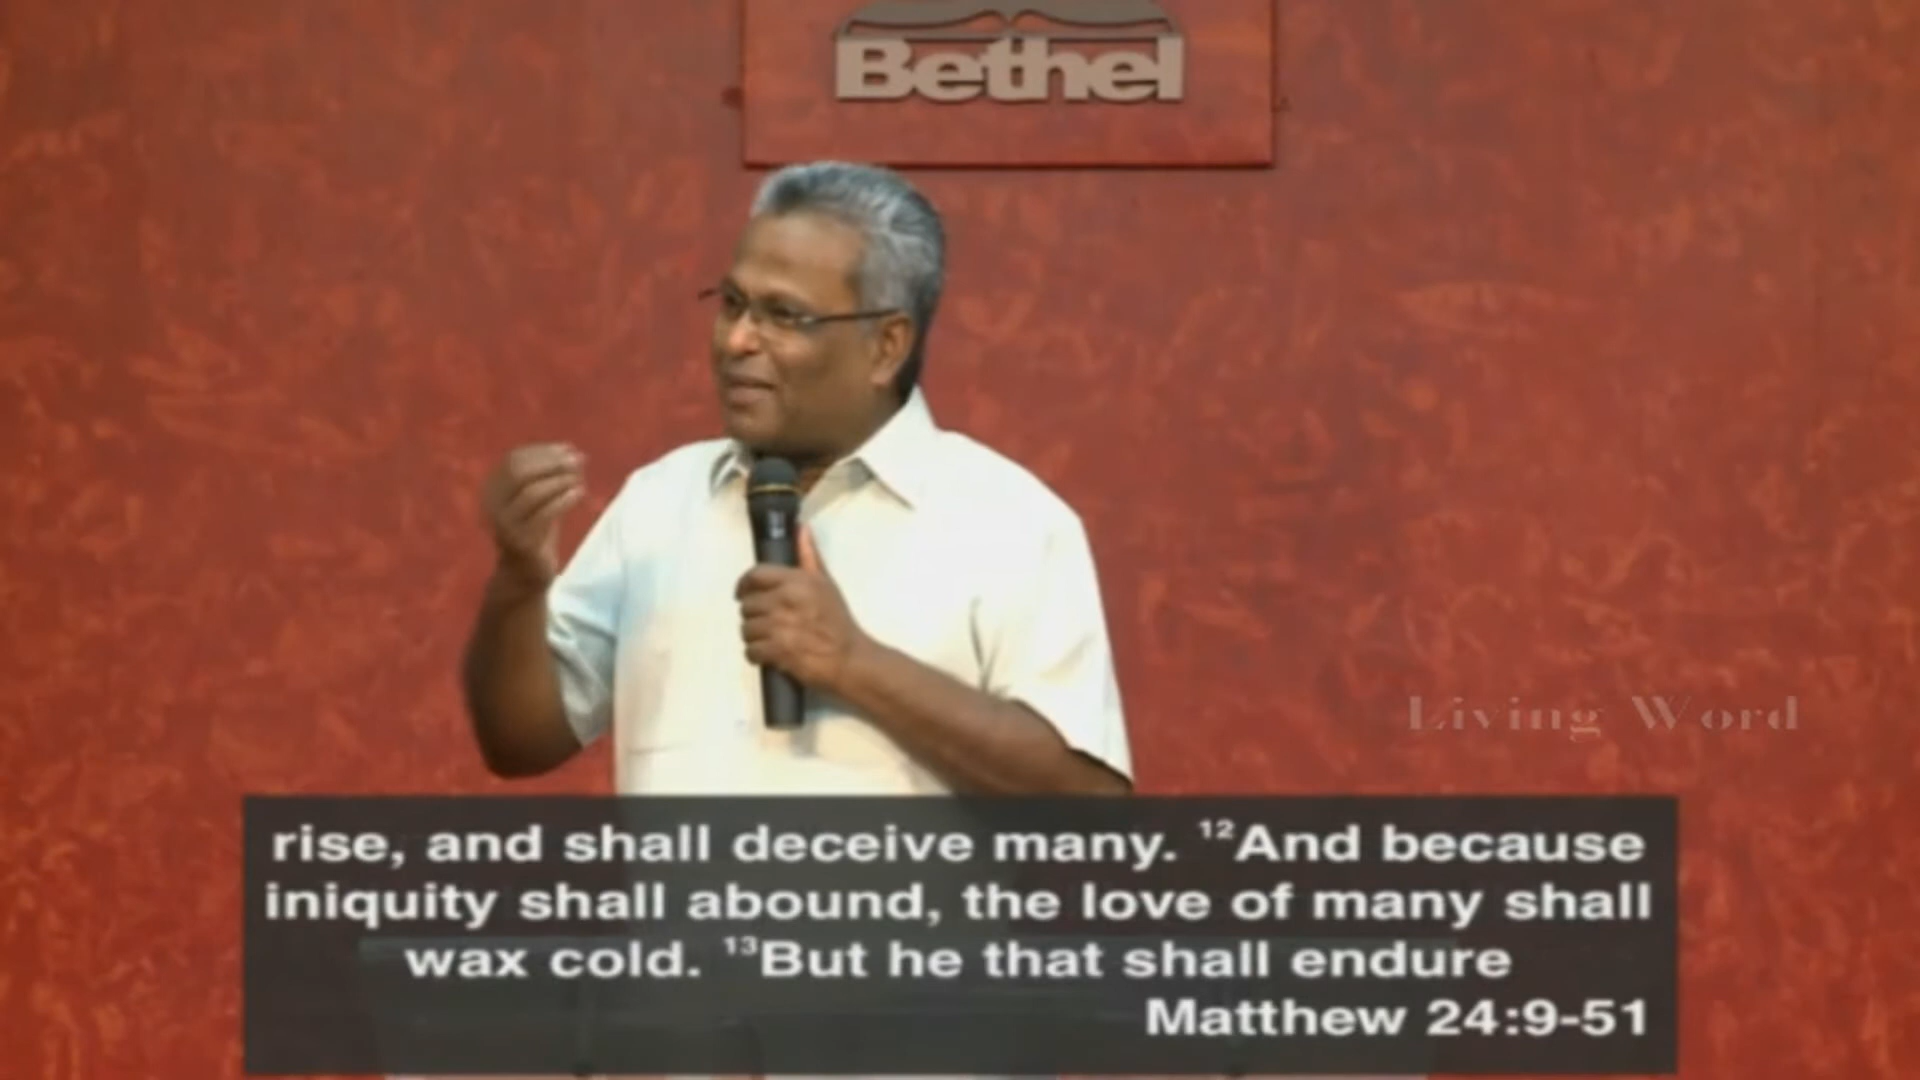 Bethel
Living Word
rise, and shall deceive many. ¹²And because
iniquity shall abound, the love of many shall
wax cold. ¹³But he that shall endure
Matthew 24:9-51